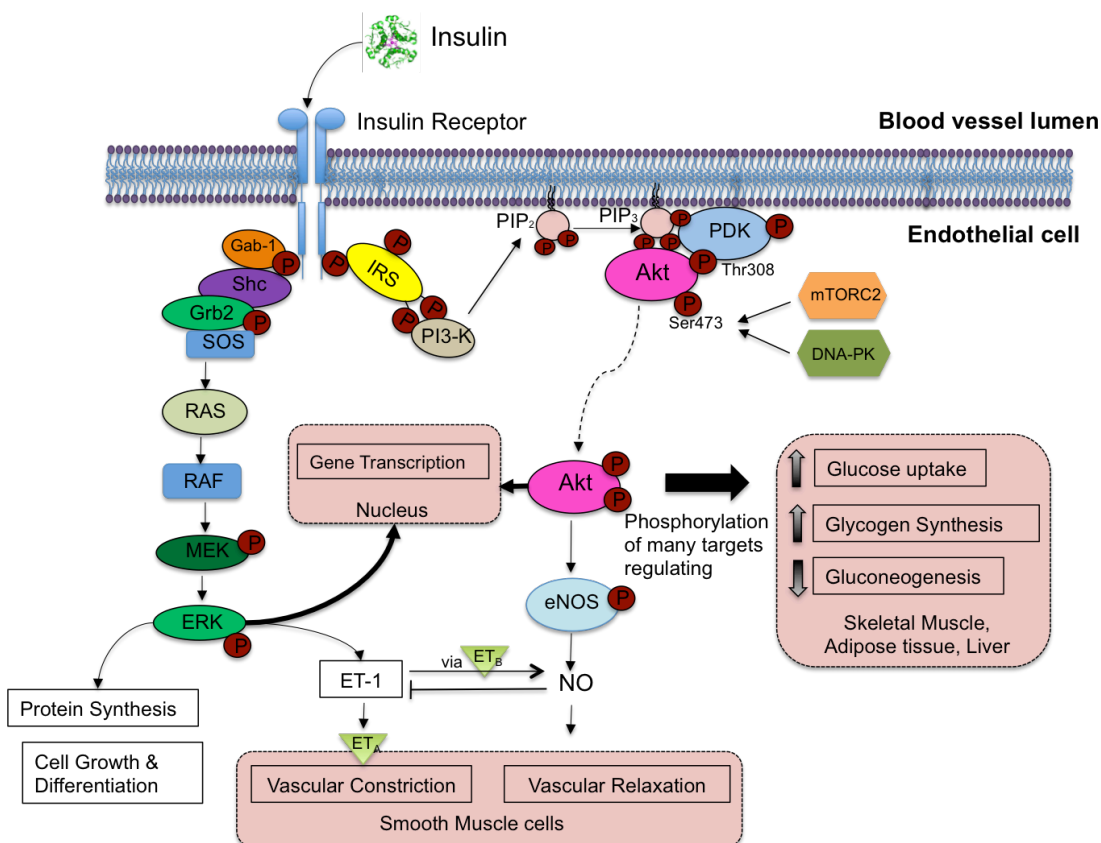 Insulin
Insulin Receptor
Blood vessel lumen
Endothelial cell
PIP2
PIP3
P
P
P
P
P
P
PDK
P
Thr308
Akt
P
P
Ser473
mTORC2
DNA-PK
Gab-1
P
Shc
Grb2
P
SOS
P
IRS
P
P
P
PI3-K
RAS
RAF
MEK
P
ERK
P
Gene Transcription
Nucleus
Akt
P
P
Phosphorylation
of many targets
regulating
Glucose uptake
Glycogen Synthesis
Gluconeogenesis
Skeletal Muscle,
Adipose tissue, Liver
eNOS
P
Protein Synthesis
Cell Growth &
Differentiation
ET-1
via
ETB
NO
ETA
Vascular Constriction
Vascular Relaxation
Smooth Muscle cells